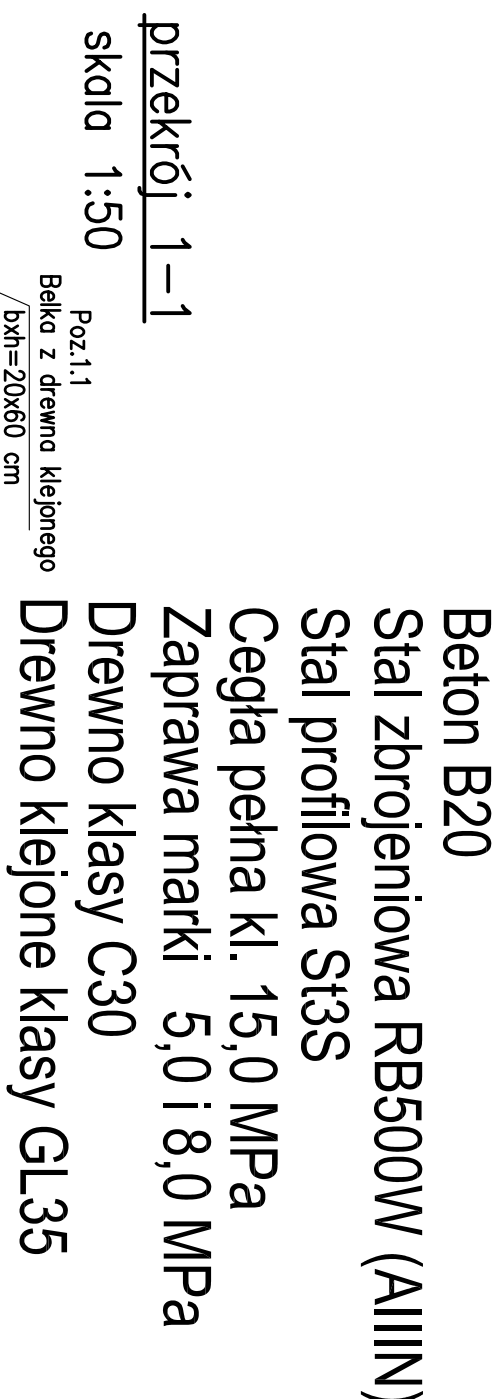 przekrój 1–1
skala 1:50
Poz.1.1
Belka z drewna klejonego
bxh=20x60 cm
Beton B20
Stal zbrojeniowa RB500W (AIIIN)
Stal profilowa St3S
Cegła pełna kl. 15,0 MPa
Zaprawa marki 5,0 i 8,0 MPa
Drewno klasy C30
Drewno klejone klasy GL35